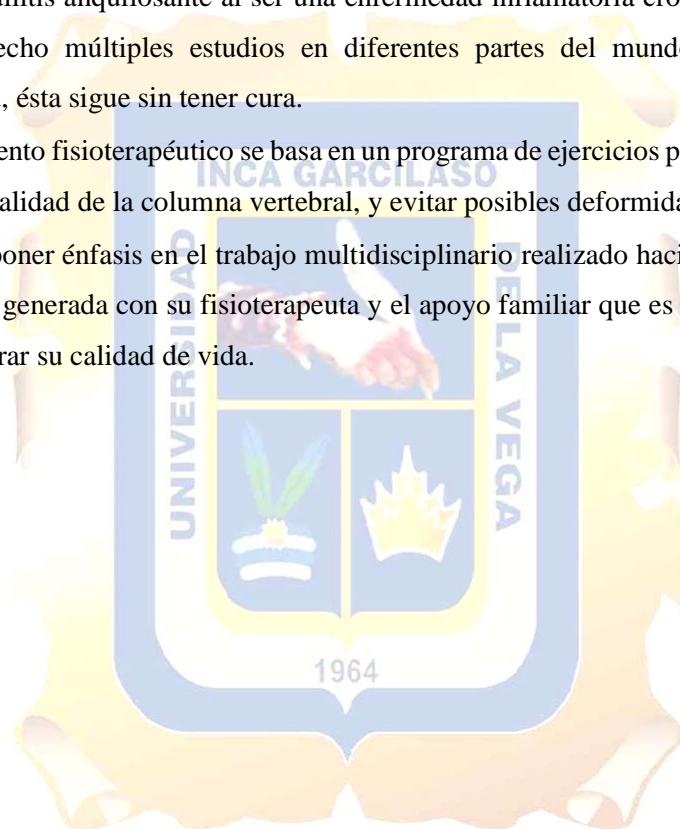 ilitis anquilosante al ser una enfermedad inflamatoria cró
echo múltiples estudios en diferentes partes del mund
, ésta sigue sin tener cura.
ento fisioterapéutico se basa en un programa de ejercicios p
alidad de la columna vertebral, y evitar posibles deformida
poner énfasis en el trabajo multidisciplinario realizado haci
generada con su fisioterapeuta y el apoyo familiar que es
rar su calidad de vida.
INCA GARCILASO
UNIVERSIDAD
DE LA VEGA
1964